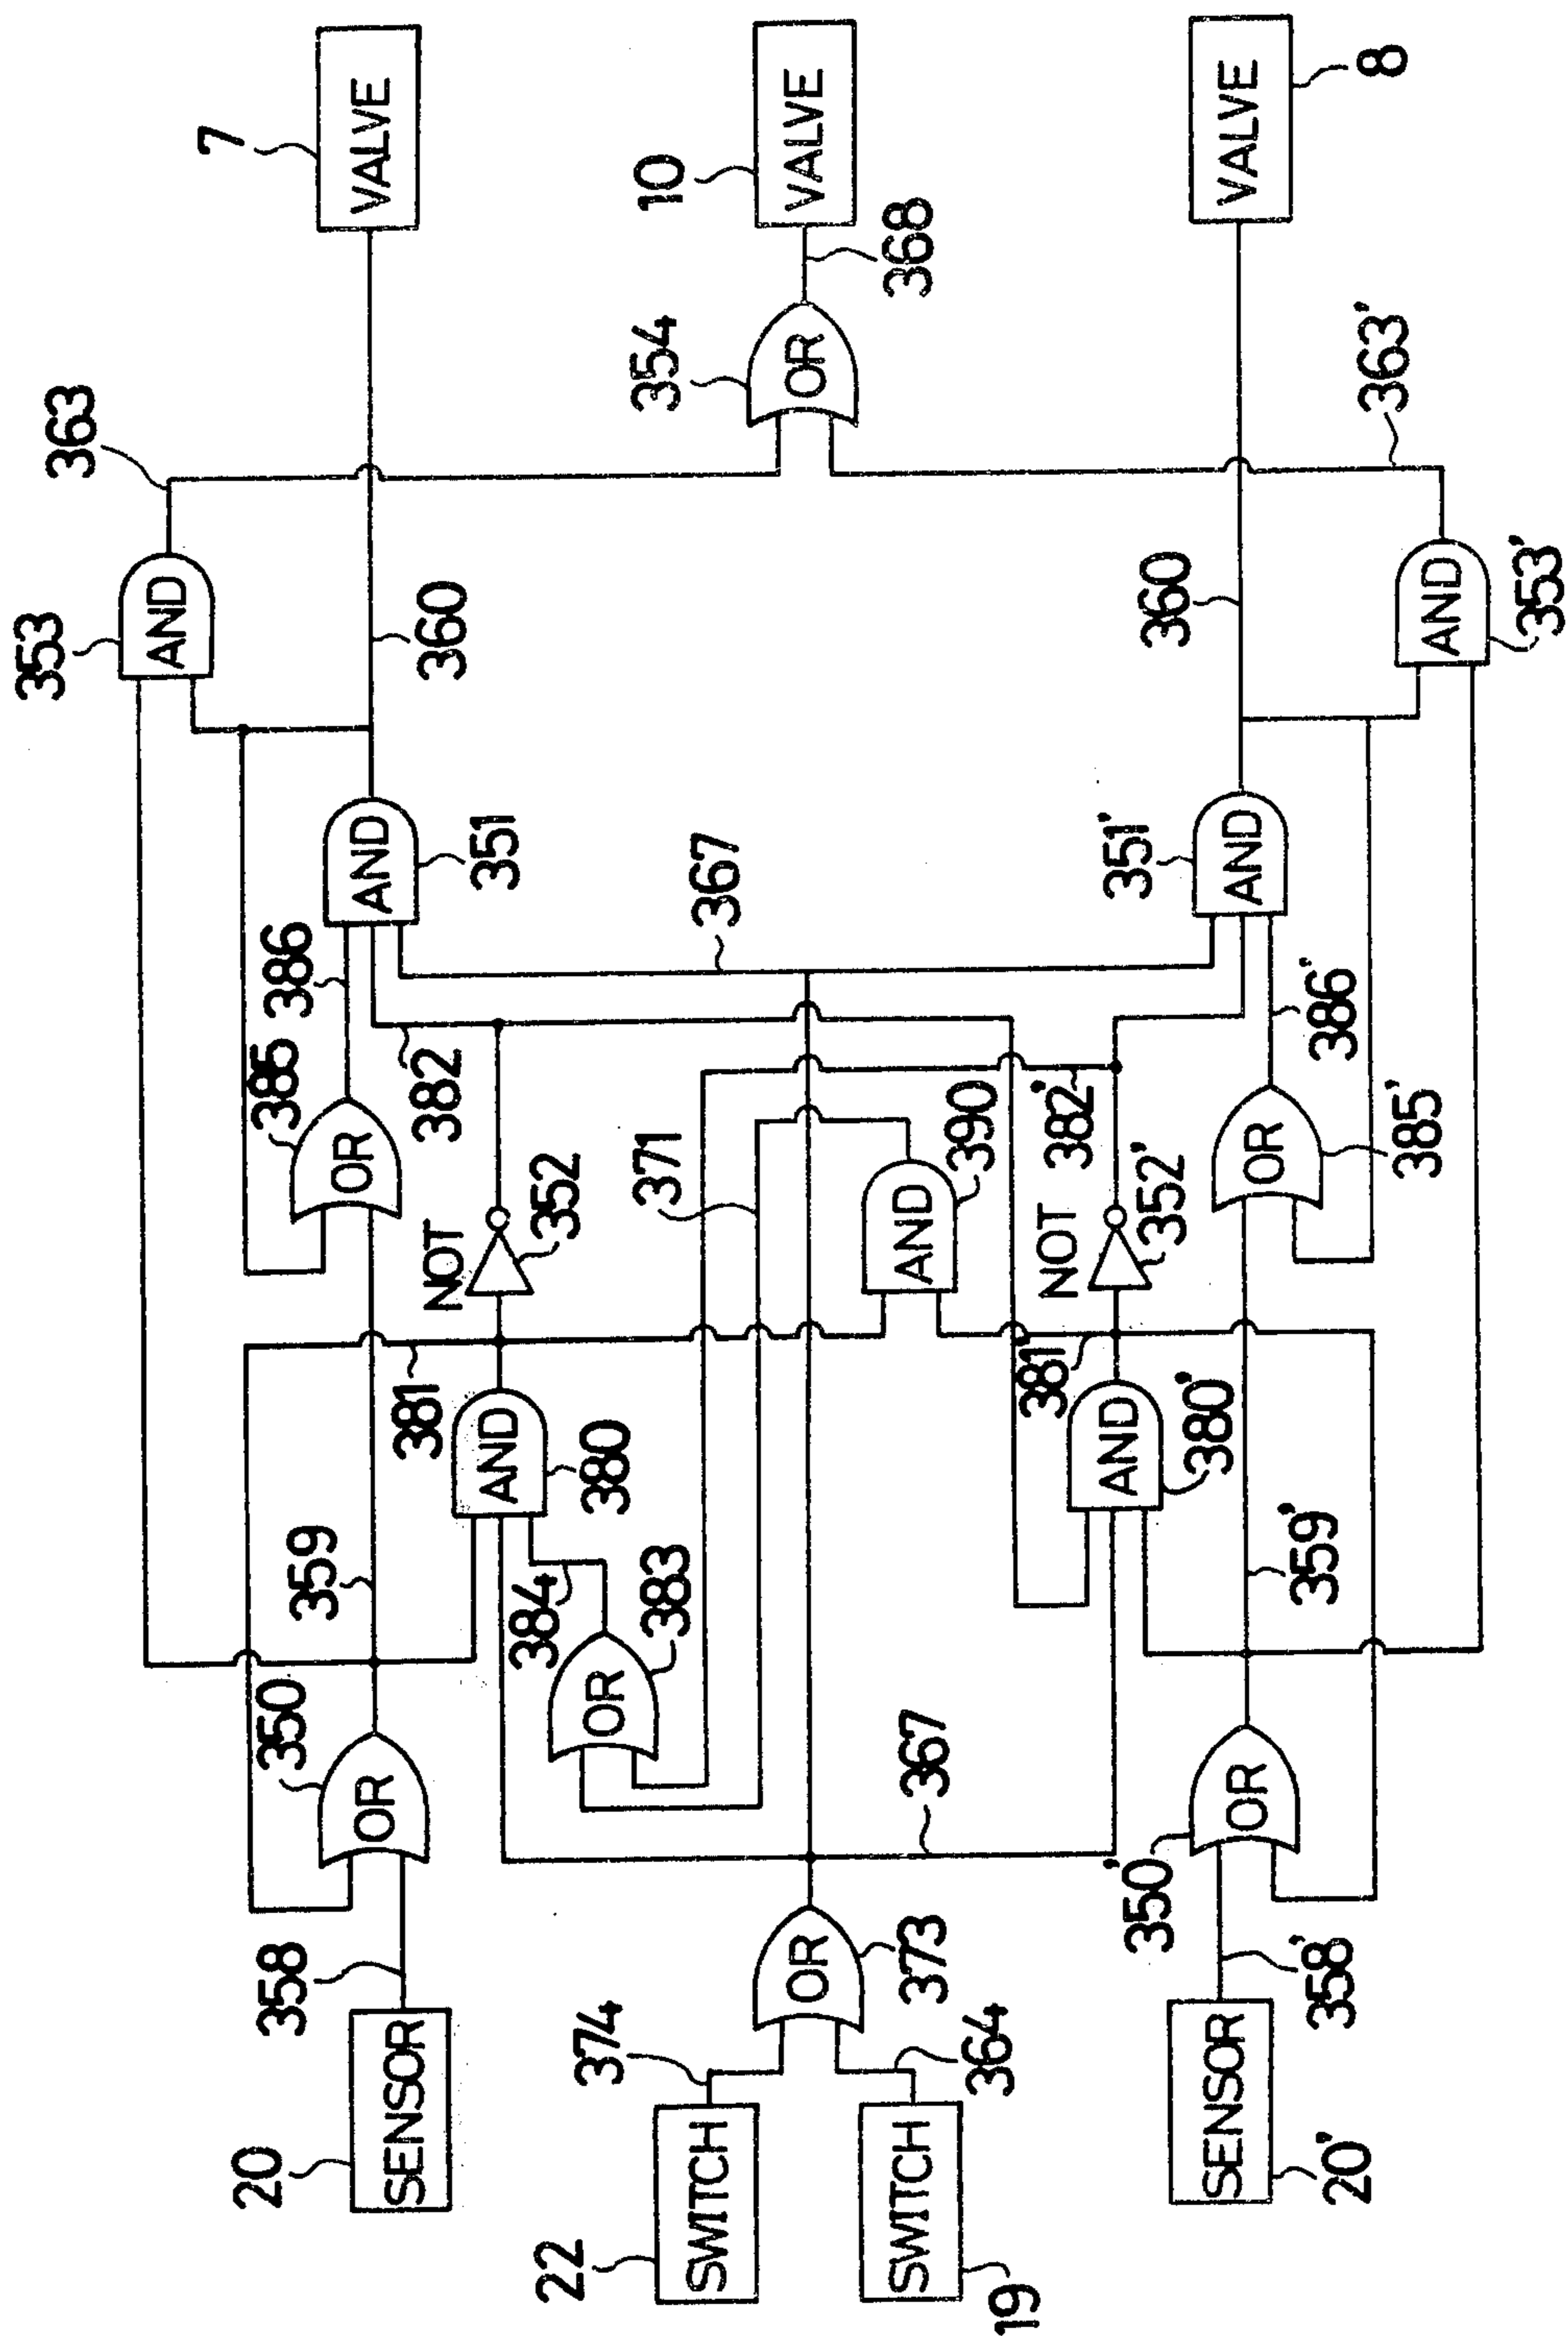 7
VALVE
10
VALVE
8
VALVE
363
354
OR
368
363'
353
AND
360
360
AND
353'
386
385
OR
382
AND
351
367
351'
AND
386'
NOT
352
371
AND
390
382'
NOT
352'
OR
385'
381
AND
380
381'
AND
380'
359
384
383
OR
359'
350
OR
367
350'
OR
358
374
OR
373
364
358'
20
SENSOR
22
SWITCH
19
SWITCH
SENSOR
20'